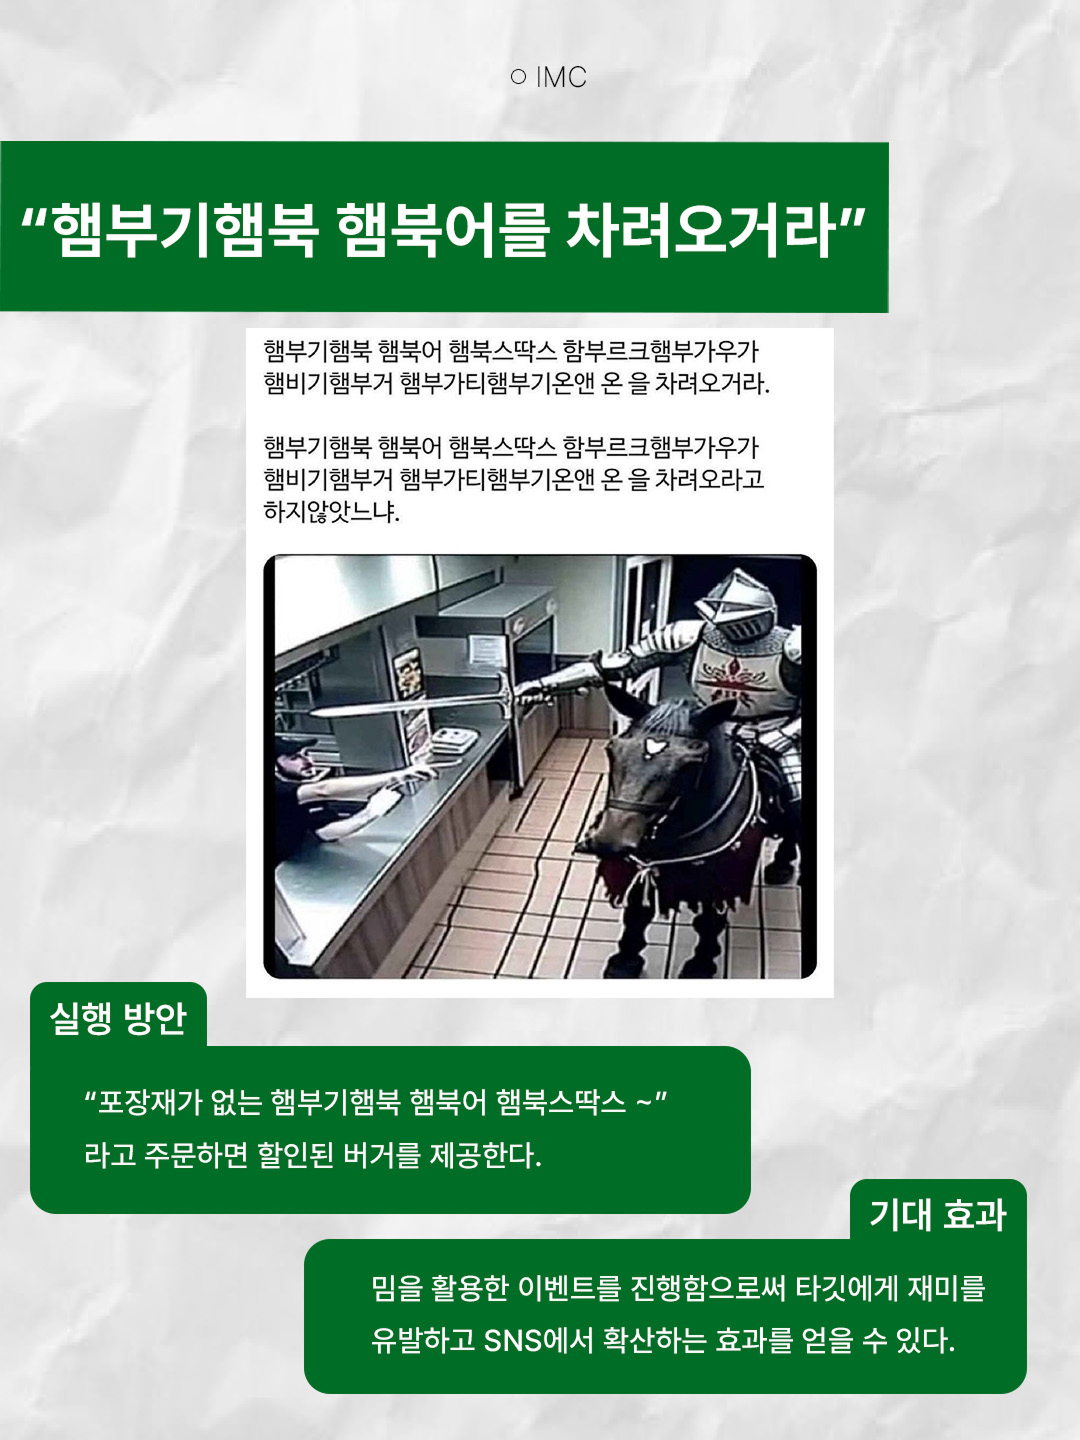 ○ IMC
“햄부기햄북 햄북어를 차려오거라”
햄부기햄북 햄북어 햄북스딱스 함부르크햄부가우가
햄비기햄부거 햄부가티햄부기온앤 온 을 차려오거라.
햄부기햄북 햄북어 햄북스딱스 함부르크햄부가우가
햄비기햄부거 햄부가티햄부기온앤 온 을 차려오라고
하지않앗느냐.
실행 방안
“포장재가 없는 햄부기햄북 햄북어 햄북스딱스 ~”
라고 주문하면 할인된 버거를 제공한다.
기대 효과
밈을 활용한 이벤트를 진행함으로써 타깃에게 재미를
유발하고 SNS에서 확산하는 효과를 얻을 수 있다.